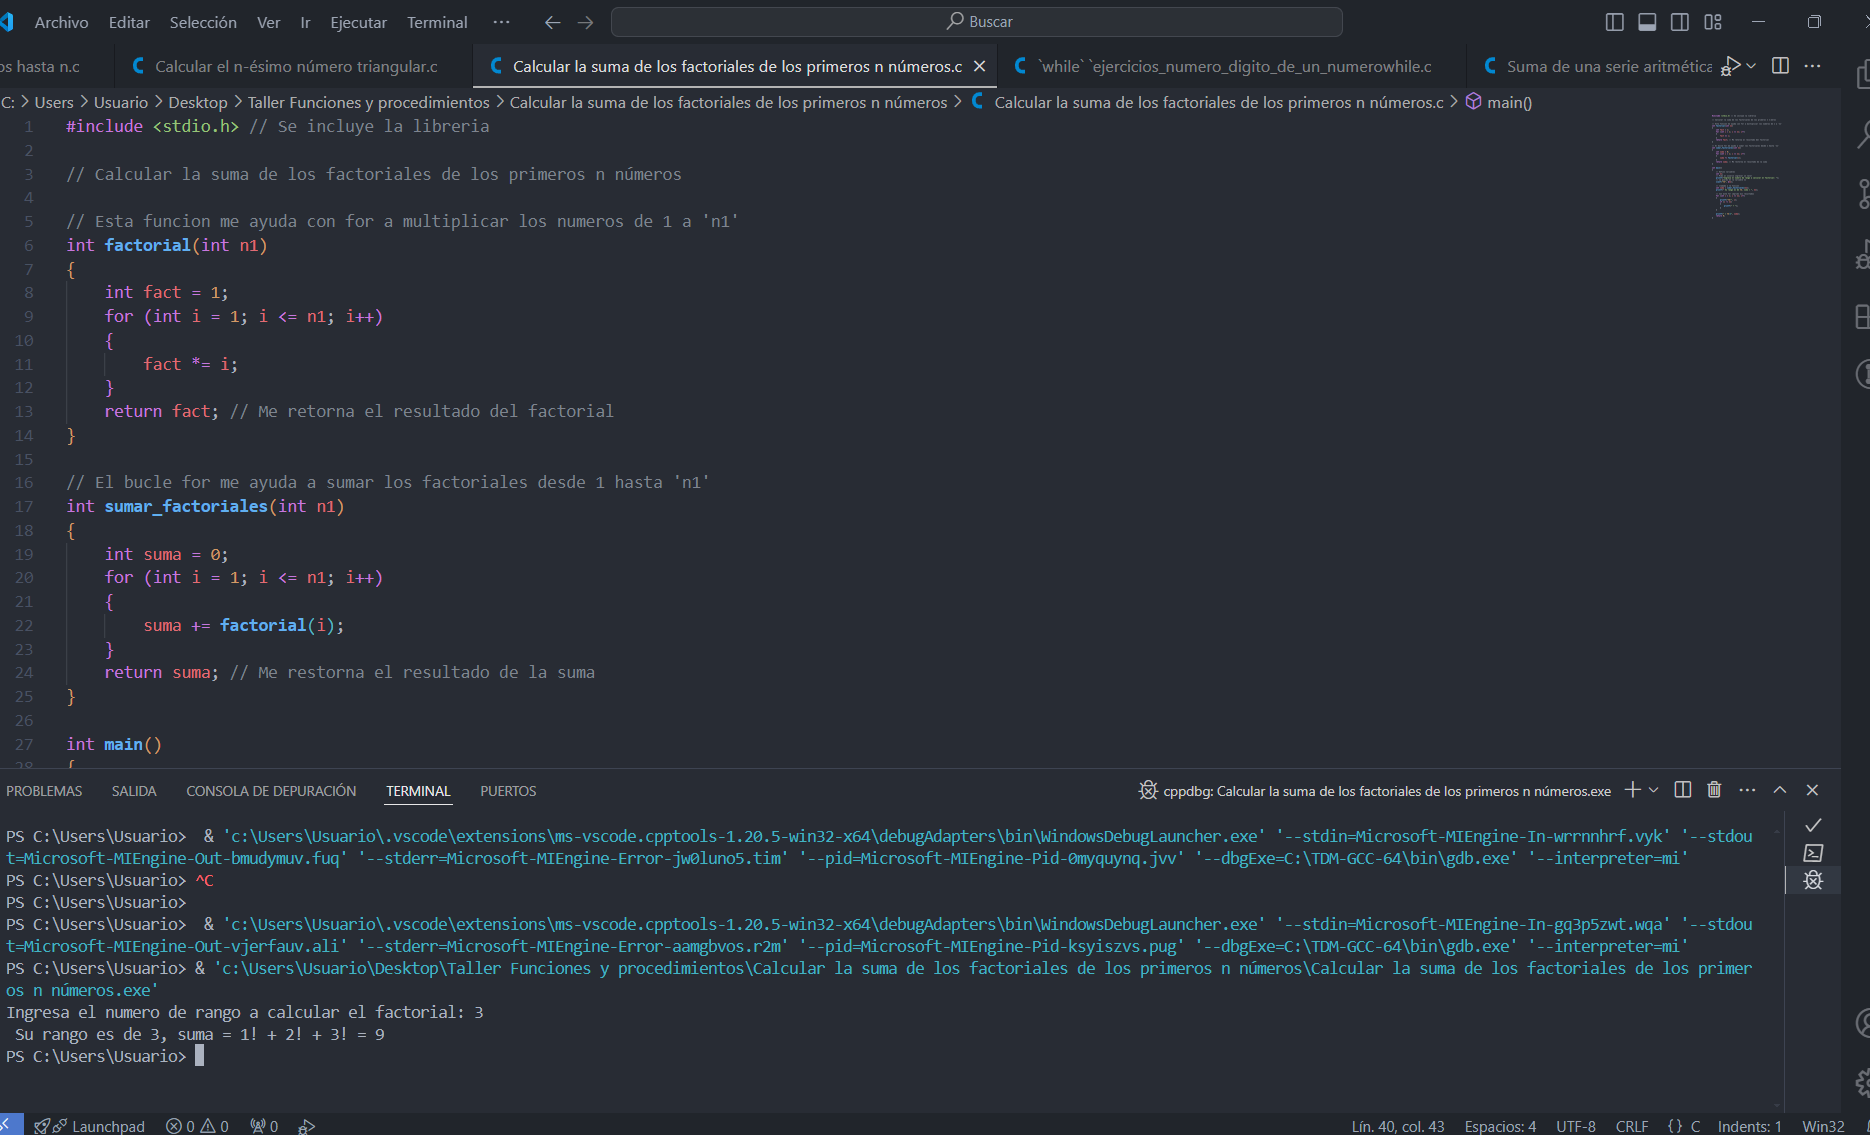 Archivo Editar Selección Ver Ir Ejecutar Terminal ··· Buscar
os hasta n.c Calcular el n-ésimo número triangular.c Calcular la suma de los factoriales de los primeros n números.c `while``ejercicios_numero_digito_de_un_numerowhile.c Suma de una serie aritmética
C: > Users > Usuario > Desktop > Taller Funciones y procedimientos > Calcular la suma de los factoriales de los primeros n números > Calcular la suma de los factoriales de los primeros n números.c > main()
1 #include <stdio.h> // Se incluye la libreria
2
3 // Calcular la suma de los factoriales de los primeros n números
4
5 // Esta funcion me ayuda con for a multiplicar los numeros de 1 a 'n1'
6 int factorial(int n1)
7 {
8 int fact = 1;
9 for (int i = 1; i <= n1; i++)
10 {
11 fact *= i;
12 }
13 return fact; // Me retorna el resultado del factorial
14 }
15
16 // El bucle for me ayuda a sumar los factoriales desde 1 hasta 'n1'
17 int sumar_factoriales(int n1)
18 {
19 int suma = 0;
20 for (int i = 1; i <= n1; i++)
21 {
22 suma += factorial(i);
23 }
24 return suma; // Me restorna el resultado de la suma
25 }
26
27 int main()
28 {
PROBLEMAS SALIDA CONSOLA DE DEPURACIÓN TERMINAL PUERTOS cppdbg: Calcular la suma de los factoriales de los primeros n números.exe
PS C:\Users\Usuario> & 'c:\Users\Usuario\.vscode\extensions\ms-vscode.cpptools-1.20.5-win32-x64\debugAdapters\bin\WindowsDebugLauncher.exe' '--stdin=Microsoft-MIEngine-In-wrrnnhrf.vyk' '--stdou
t=Microsoft-MIEngine-Out-bmudymuv.fuq' '--stderr=Microsoft-MIEngine-Error-jw0luno5.tim' '--pid=Microsoft-MIEngine-Pid-0myquynq.jvv' '--dbgExe=C:\TDM-GCC-64\bin\gdb.exe' '--interpreter=mi'
PS C:\Users\Usuario> ^C
PS C:\Users\Usuario>
PS C:\Users\Usuario> & 'c:\Users\Usuario\.vscode\extensions\ms-vscode.cpptools-1.20.5-win32-x64\debugAdapters\bin\WindowsDebugLauncher.exe' '--stdin=Microsoft-MIEngine-In-gq3p5zwt.wqa' '--stdou
t=Microsoft-MIEngine-Out-vjerfauv.ali' '--stderr=Microsoft-MIEngine-Error-aamgbvos.r2m' '--pid=Microsoft-MIEngine-Pid-ksyiszvs.pug' '--dbgExe=C:\TDM-GCC-64\bin\gdb.exe' '--interpreter=mi'
PS C:\Users\Usuario> & 'c:\Users\Usuario\Desktop\Taller Funciones y procedimientos\Calcular la suma de los factoriales de los primeros n números\Calcular la suma de los factoriales de los primer
os n números.exe'
Ingresa el numero de rango a calcular el factorial: 3
Su rango es de 3, suma = 1! + 2! + 3! = 9
PS C:\Users\Usuario>
Launchpad 0 0 0 Lín. 40, col. 43 Espacios: 4 UTF-8 CRLF {} C Indents: 1 Win32